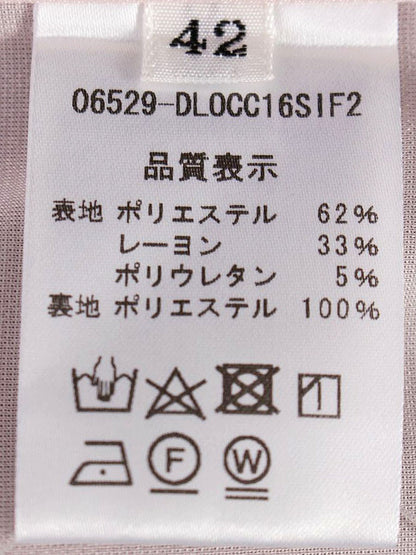 42
06529-DLOCC16SIF2
品質表示
表地 ポリエステル 62%
レーヨン 33%
ポリウレタン 5%
裏地 ポリエステル 100%
F W